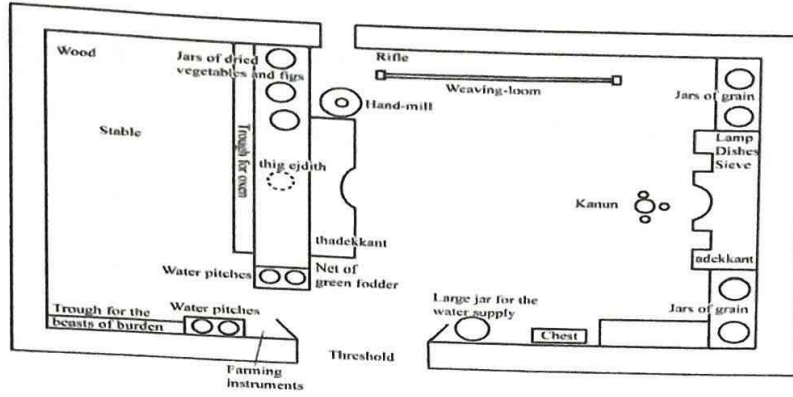 Wood
Jars of dried
vegetables and figs
Rifle
Weaving-loom
Jars of grain
Hand-mill
Stable
Trough for oxen
thig ejdith
Lamp
Dishes
Sieve
Kanun
thadekkant
adekkant
Water pitches
Net of
green fodder
Trough for the
beasts of burden
Water pitches
Large jar for the
water supply
Chest
Jars of grain
Threshold
Farming
instruments